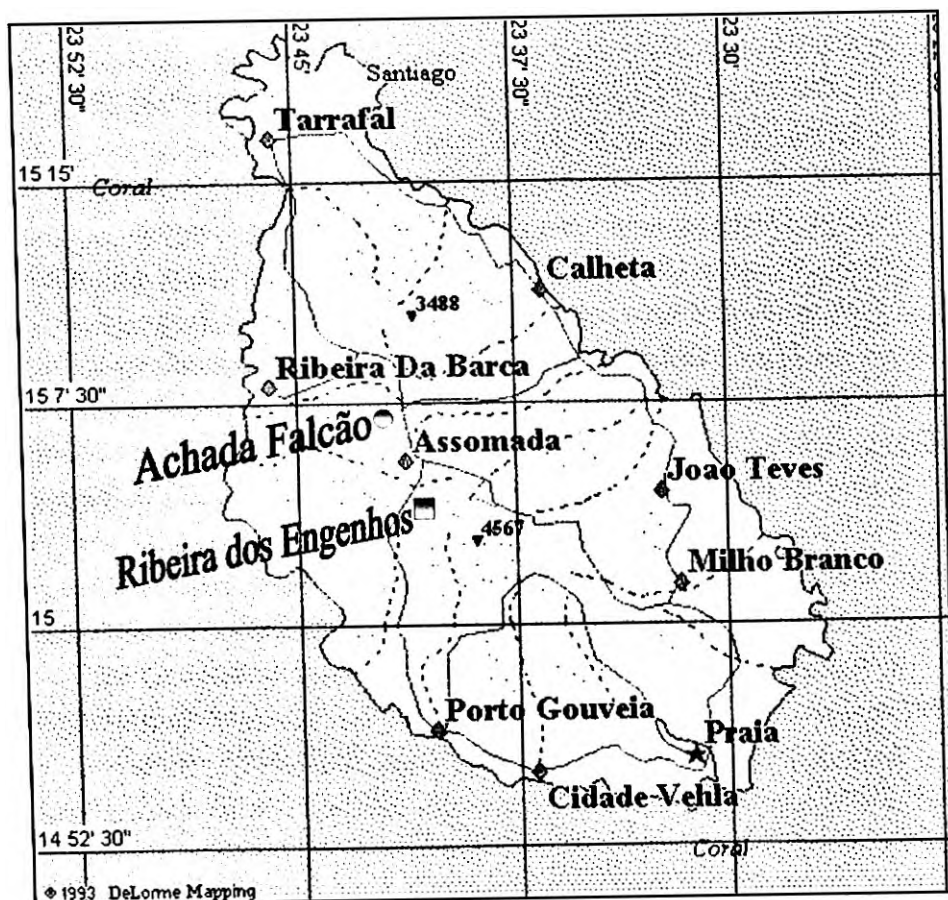 23 52' 30"
23 45'
23 37' 30"
23 30'
Santiago
Tarrafal
15 15'
Coral
Calheta
3488
Ribeira Da Barca
15 7' 30"
Achada Falcão
Assomada
Joao Teves
Ribeira dos Engenhos
4567
Milho Branco
15
Porto Gouveia
Praia
Cidade Vehla
14 52' 30"
Coral
1993 DeLorme Mapping